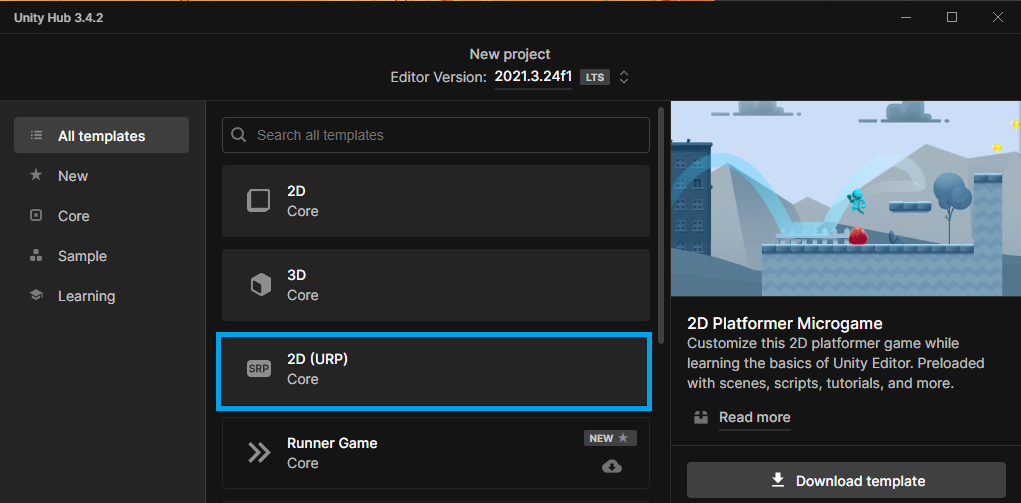 Unity Hub 3.4.2
New project
Editor Version: 2021.3.24f1 LTS
All templates
New
Core
Sample
Learning
Search all templates
2D
Core
3D
Core
SRP
2D (URP)
Core
Runner Game
Core
NEW
2D Platformer Microgame
Customize this 2D platformer game while
learning the basics of Unity Editor. Preloaded
with scenes, scripts, tutorials, and more.
Read more
Download template